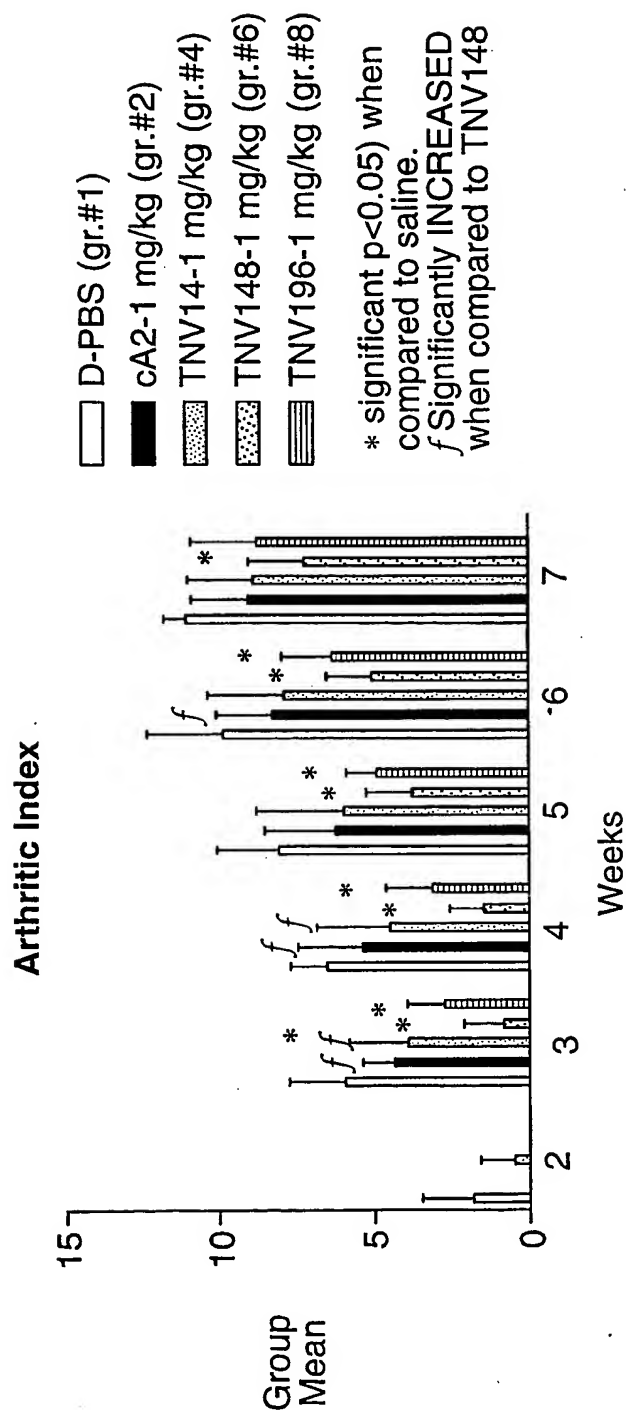 Arthritic Index
D-PBS (gr.#1)
cA2-1 mg/kg (gr.#2)
TNV14-1 mg/kg (gr.#4)
TNV148-1 mg/kg (gr.#6)
TNV196-1 mg/kg (gr.#8)
* significant p<0.05) when
compared to saline.
ƒ Significantly INCREASED
when compared to TNV148
Group
Mean
15
10
5
0
* * * * * * * * * *
ƒ ƒ ƒ ƒ ƒ
2 3 4 5 6 7
Weeks